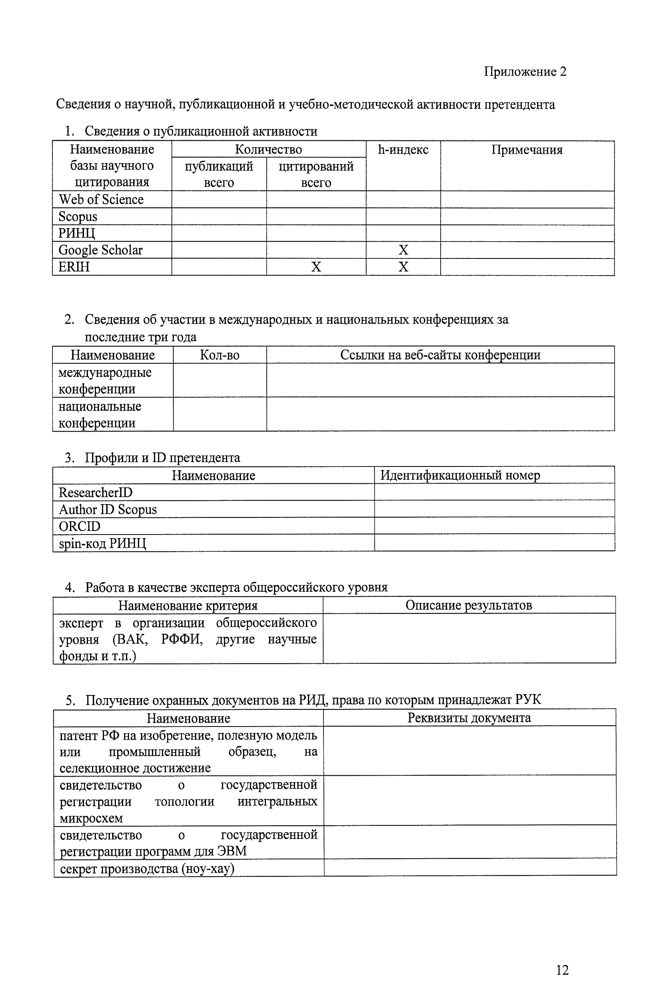 Приложение 2
Сведения о научной, публикационной и учебно-методической активности претендента
1. Сведения о публикационной активности
Наименование базы научного цитирования Количество h-индекс Примечания
публикаций всего цитирований всего
Web of Science
Scopus
РИНЦ
Google Scholar X
ERIH X X
2. Сведения об участии в международных и национальных конференциях за
последние три года
Наименование Кол-во Ссылки на веб-сайты конференции
международные
конференции
национальные
конференции
3. Профили и ID претендента
Наименование Идентификационный номер
ResearcherID
Author ID Scopus
ORCID
spin-код РИНЦ
4. Работа в качестве эксперта общероссийского уровня
Наименование критерия Описание результатов
эксперт в организации общероссийского
уровня (ВАК, РФФИ, другие научные
фонды и т.п.)
5. Получение охранных документов на РИД, права по которым принадлежат РУК
Наименование Реквизиты документа
патент РФ на изобретение, полезную модель
или промышленный образец, на
селекционное достижение
свидетельство о государственной
регистрации топологии интегральных
микросхем
свидетельство о государственной
регистрации программ для ЭВМ
секрет производства (ноу-хау)
12